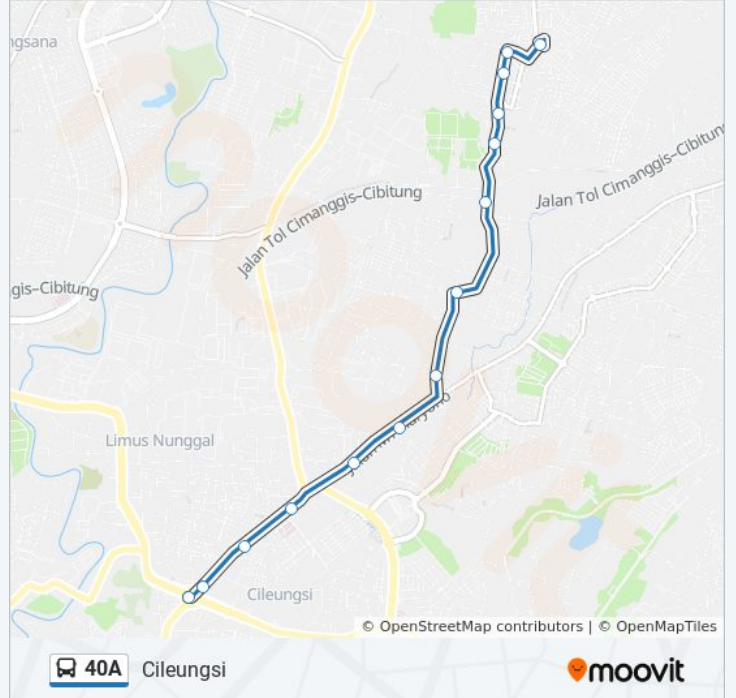 ngsana
Jalan Tol Cimanggis–Cibitung
Jalan Tol Cimanggis–Cibitung
gis–Cibitung
Limus Nunggal
Cileungsi
© OpenStreetMap contributors | © OpenMapTiles
40A Cileungsi
moovit